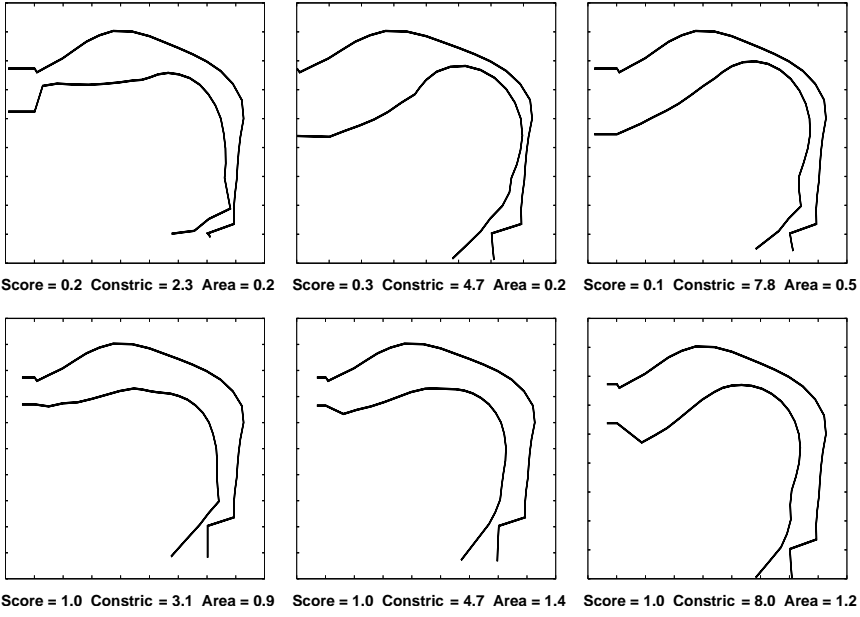 Score = 0.2 Constric = 2.3 Area = 0.2
Score = 0.3 Constric = 4.7 Area = 0.2
Score = 0.1 Constric = 7.8 Area = 0.5
Score = 1.0 Constric = 3.1 Area = 0.9
Score = 1.0 Constric = 4.7 Area = 1.4
Score = 1.0 Constric = 8.0 Area = 1.2